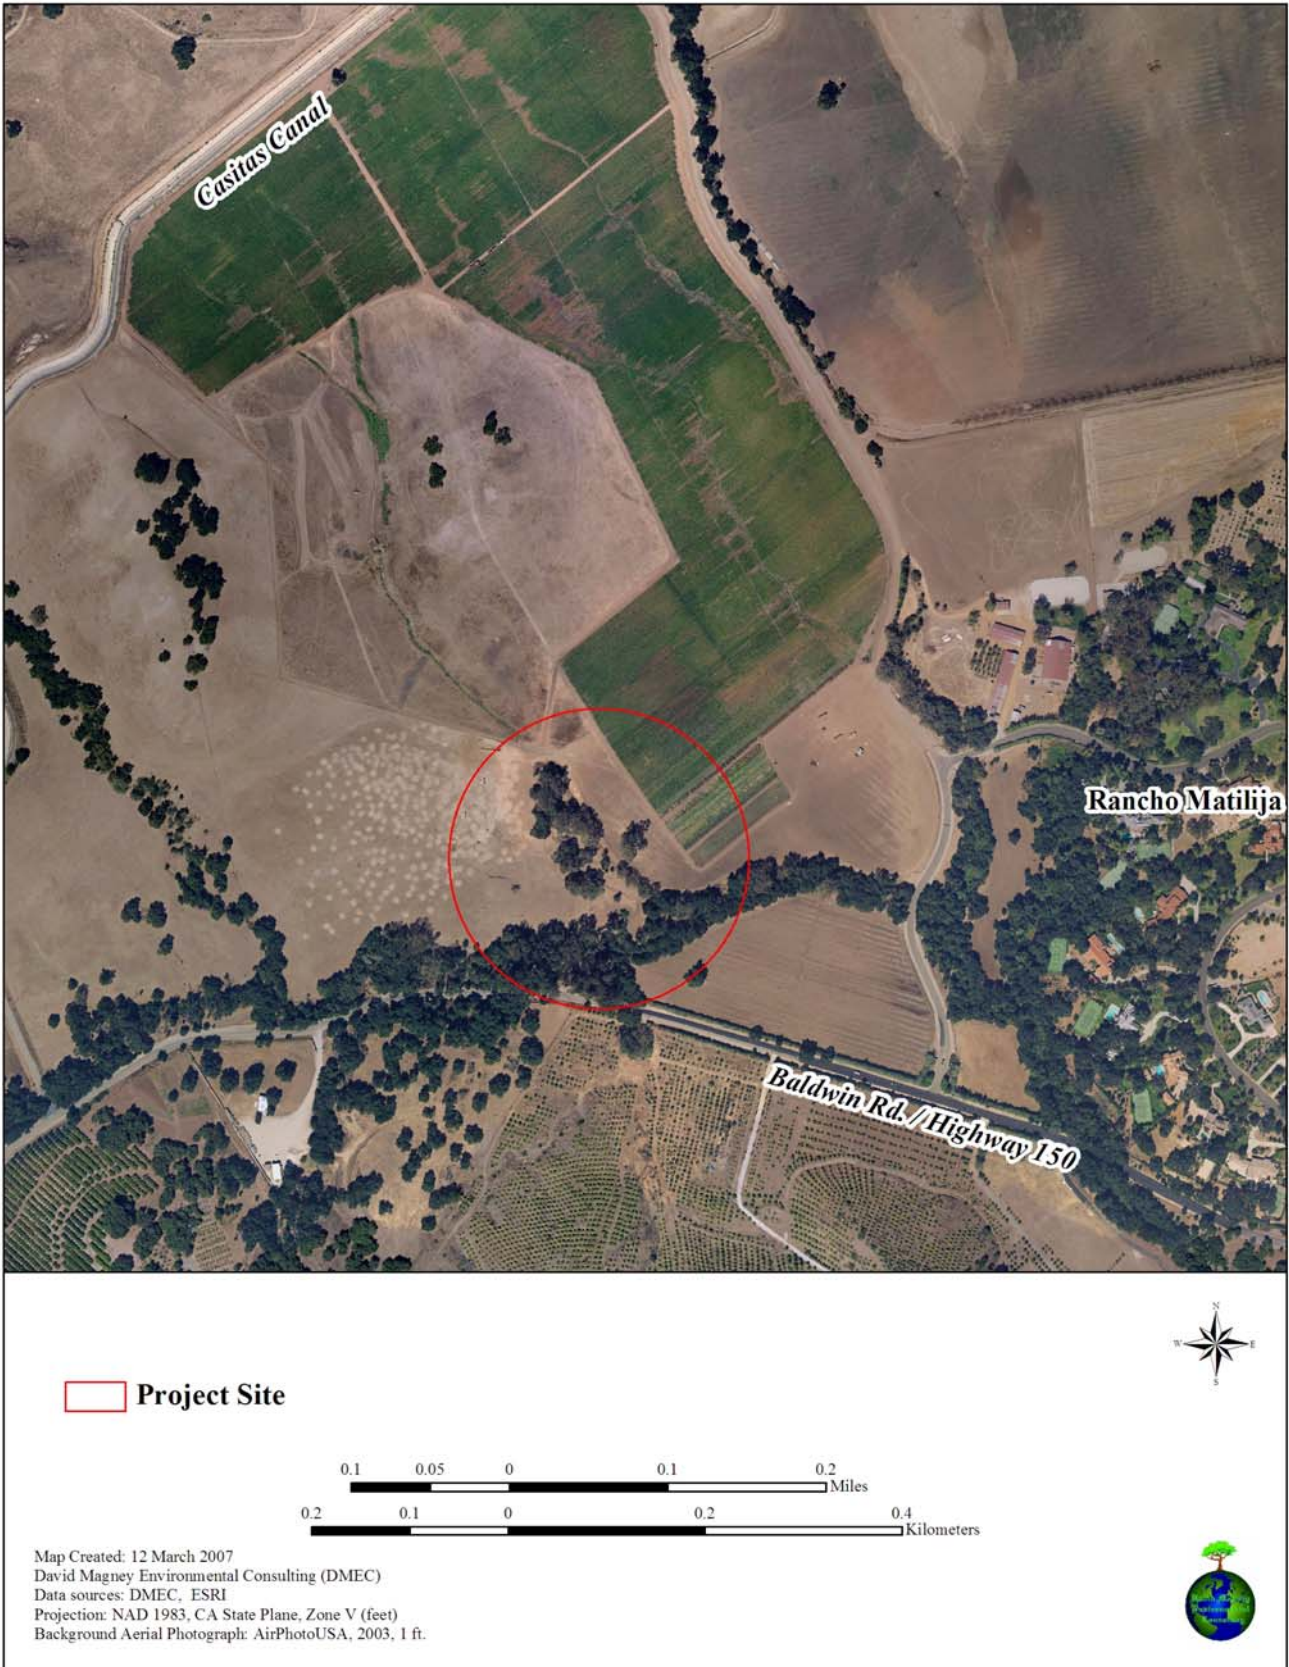 Casitas Canal
Rancho Matilija
Baldwin Rd. / Highway 150
N
W E
S
Project Site
0.1 0.05 0 0.1 0.2
Miles
0.2 0.1 0 0.2 0.4
Kilometers
Map Created: 12 March 2007
David Magney Environmental Consulting (DMEC)
Data sources: DMEC, ESRI
Projection: NAD 1983, CA State Plane, Zone V (feet)
Background Aerial Photograph: AirPhotoUSA, 2003, 1 ft.